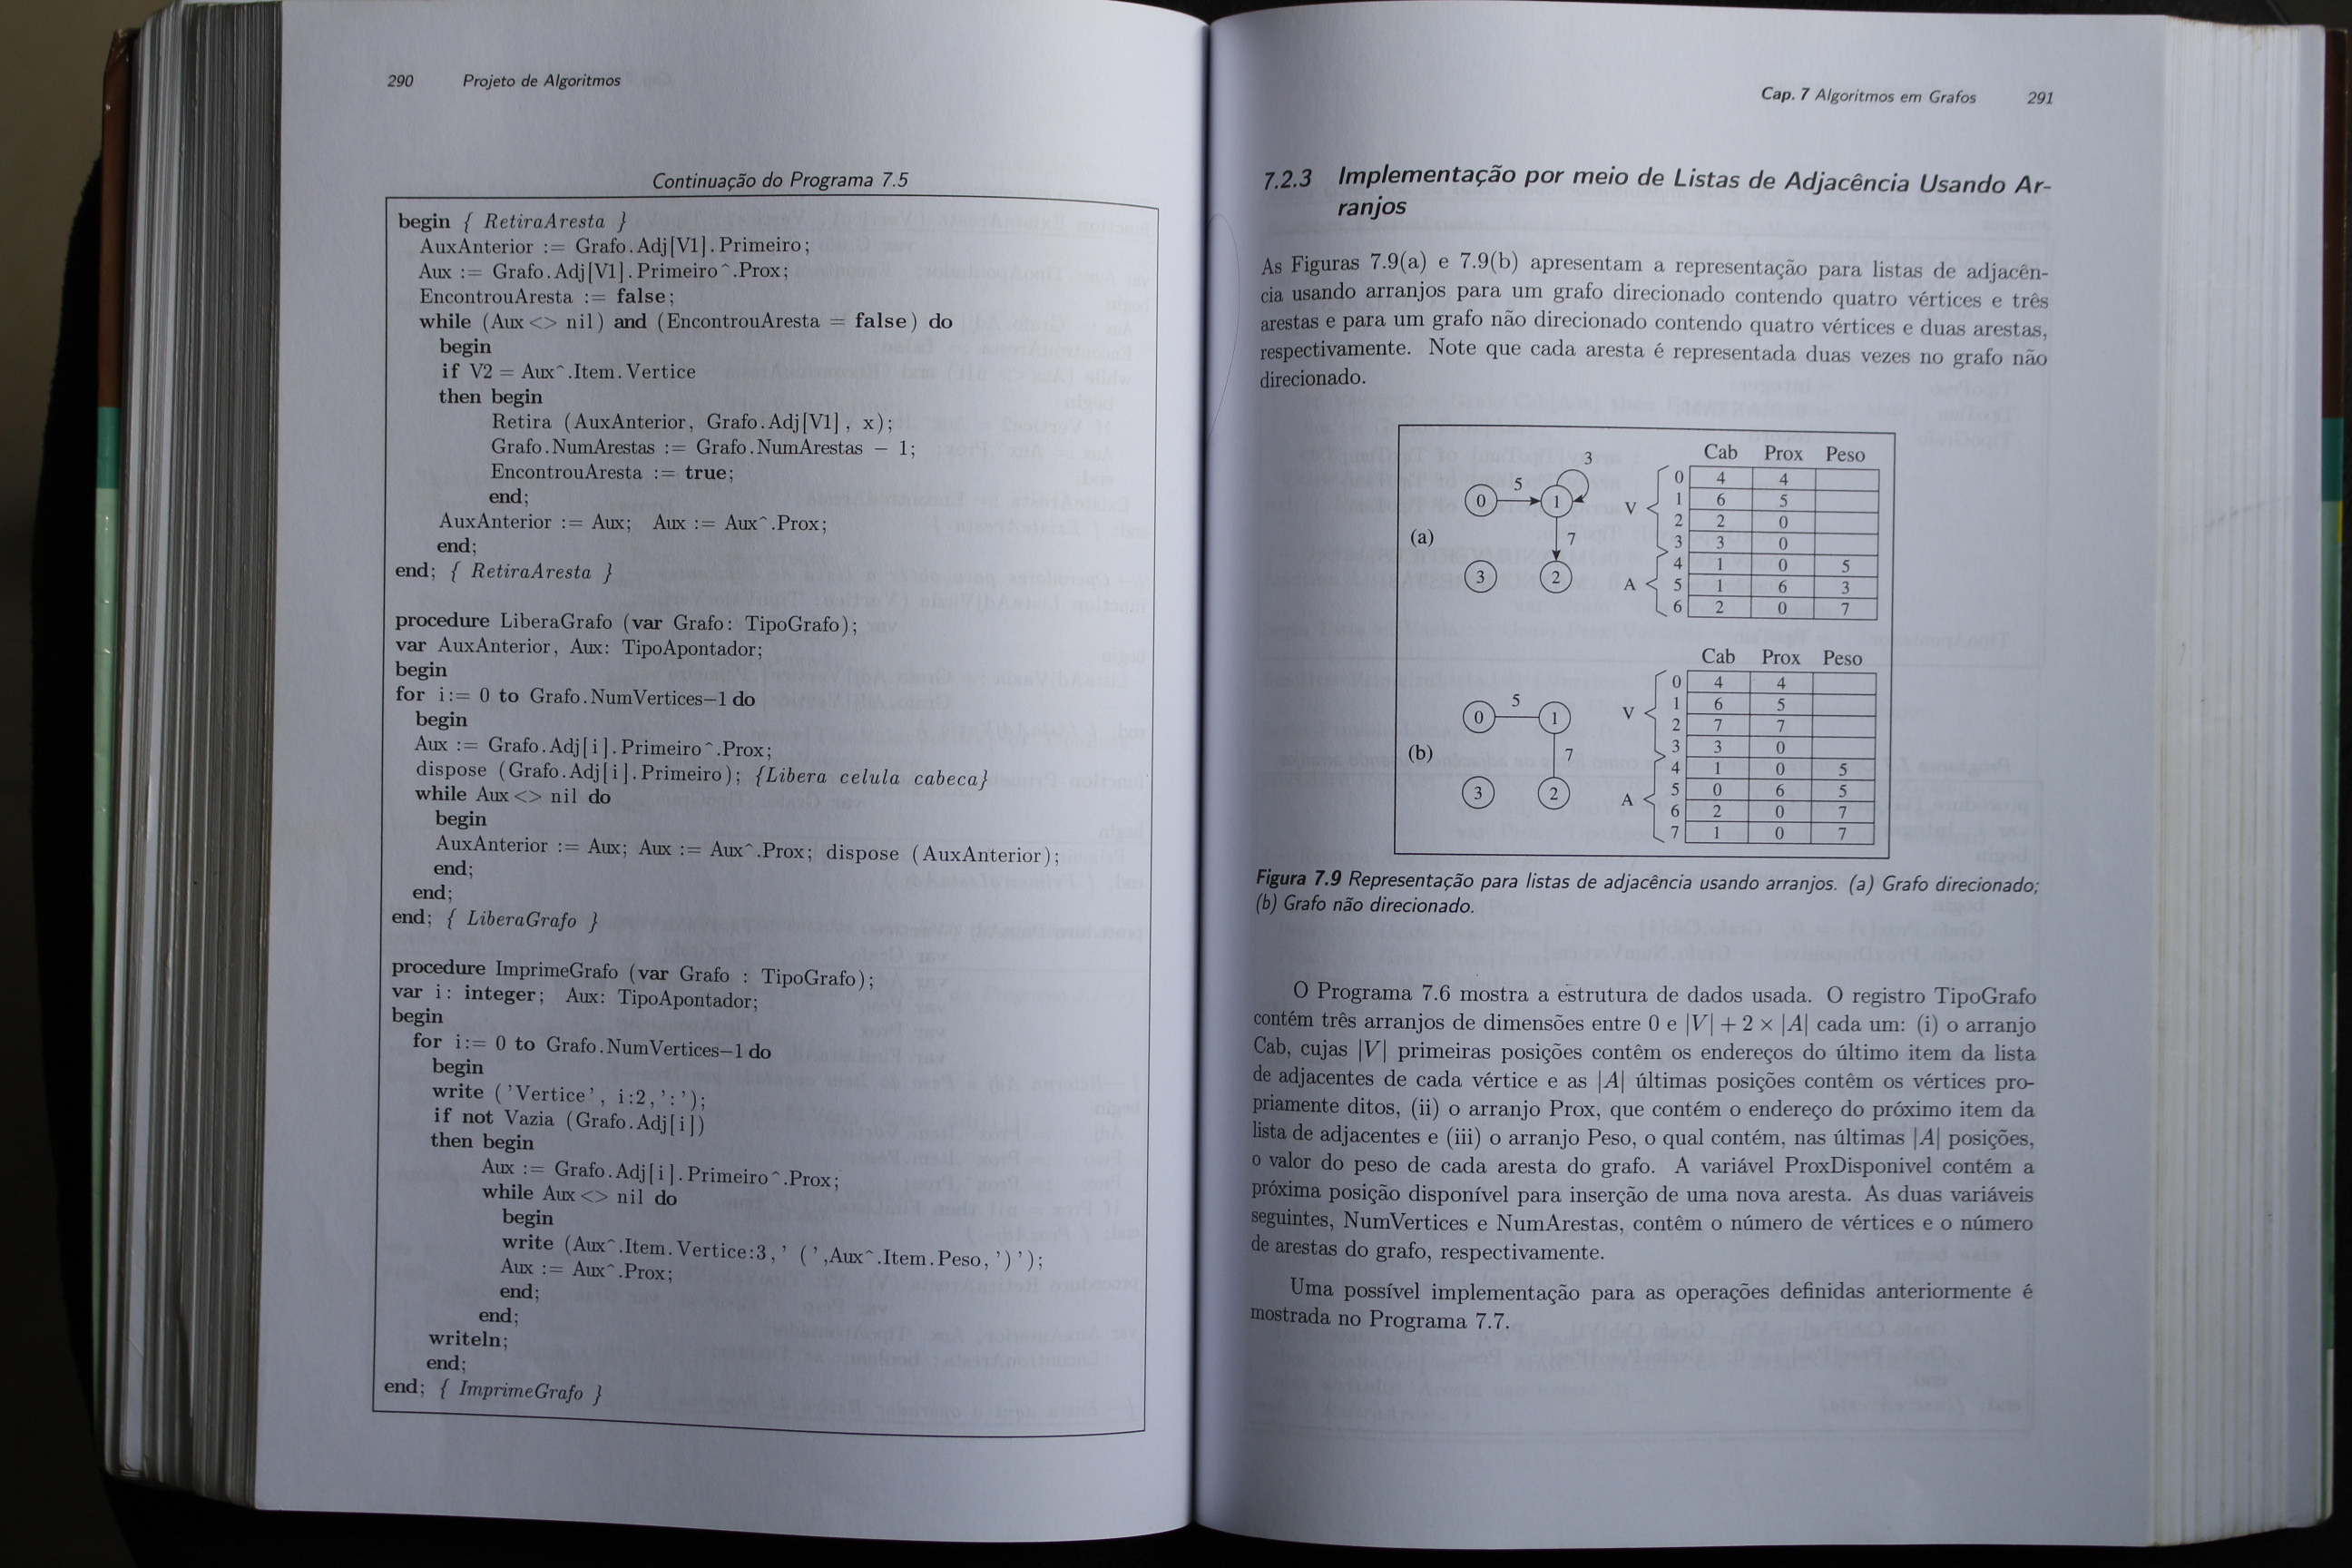 290 Projeto de Algoritmos
Continuação do Programa 7.5
begin { RetiraAresta }
AuxAnterior := Grafo.Adj[V1].Primeiro;
Aux := Grafo.Adj[V1].Primeiro^.Prox;
EncontrouAresta := false;
while (Aux <> nil) and (EncontrouAresta = false) do
begin
if V2 = Aux^.Item.Vertice
then begin
Retira (AuxAnterior, Grafo.Adj[V1], x);
Grafo.NumArestas := Grafo.NumArestas − 1;
EncontrouAresta := true;
end;
AuxAnterior := Aux; Aux := Aux^.Prox;
end;
end; { RetiraAresta }
procedure LiberaGrafo (var Grafo: TipoGrafo);
var AuxAnterior, Aux: TipoApontador;
begin
for i:= 0 to Grafo.NumVertices−1 do
begin
Aux := Grafo.Adj[i].Primeiro^.Prox;
dispose (Grafo.Adj[i].Primeiro); {Libera celula cabeca}
while Aux <> nil do
begin
AuxAnterior := Aux; Aux := Aux^.Prox; dispose (AuxAnterior);
end;
end;
end; { LiberaGrafo }
procedure ImprimeGrafo (var Grafo : TipoGrafo);
var i: integer; Aux: TipoApontador;
begin
for i:= 0 to Grafo.NumVertices−1 do
begin
write ('Vertice', i:2,':');
if not Vazia (Grafo.Adj[i])
then begin
Aux := Grafo.Adj[i].Primeiro^.Prox;
while Aux <> nil do
begin
write (Aux^.Item.Vertice:3,' (',Aux^.Item.Peso,')');
Aux := Aux^.Prox;
end;
end;
writeln;
end;
end; { ImprimeGrafo }
Cap. 7 Algoritmos em Grafos 291
7.2.3 Implementação por meio de Listas de Adjacência Usando Ar-
ranjos
As Figuras 7.9(a) e 7.9(b) apresentam a representação para listas de adjacên-
cia usando arranjos para um grafo direcionado contendo quatro vértices e três
arestas e para um grafo não direcionado contendo quatro vértices e duas arestas,
respectivamente. Note que cada aresta é representada duas vezes no grafo não
direcionado.
(a)
0 5 1 3
3 2 7
V A
Cab Prox Peso
0 4 4
1 6 5
2 2 0
3 3 0
4 1 0 5
5 1 6 3
6 2 0 7
(b)
0 5 1
3 2 7
V A
Cab Prox Peso
0 4 4
1 6 5
2 7 7
3 3 0
4 1 0 5
5 0 6 5
6 2 0 7
7 1 0 7
Figura 7.9 Representação para listas de adjacência usando arranjos. (a) Grafo direcionado;
(b) Grafo não direcionado.
O Programa 7.6 mostra a estrutura de dados usada. O registro TipoGrafo
contém três arranjos de dimensões entre 0 e |V| + 2 × |A| cada um: (i) o arranjo
Cab, cujas |V| primeiras posições contêm os endereços do último item da lista
de adjacentes de cada vértice e as |A| últimas posições contêm os vértices pro-
priamente ditos, (ii) o arranjo Prox, que contém o endereço do próximo item da
lista de adjacentes e (iii) o arranjo Peso, o qual contém, nas últimas |A| posições,
o valor do peso de cada aresta do grafo. A variável ProxDisponivel contém a
próxima posição disponível para inserção de uma nova aresta. As duas variáveis
seguintes, NumVertices e NumArestas, contêm o número de vértices e o número
de arestas do grafo, respectivamente.
Uma possível implementação para as operações definidas anteriormente é
mostrada no Programa 7.7.